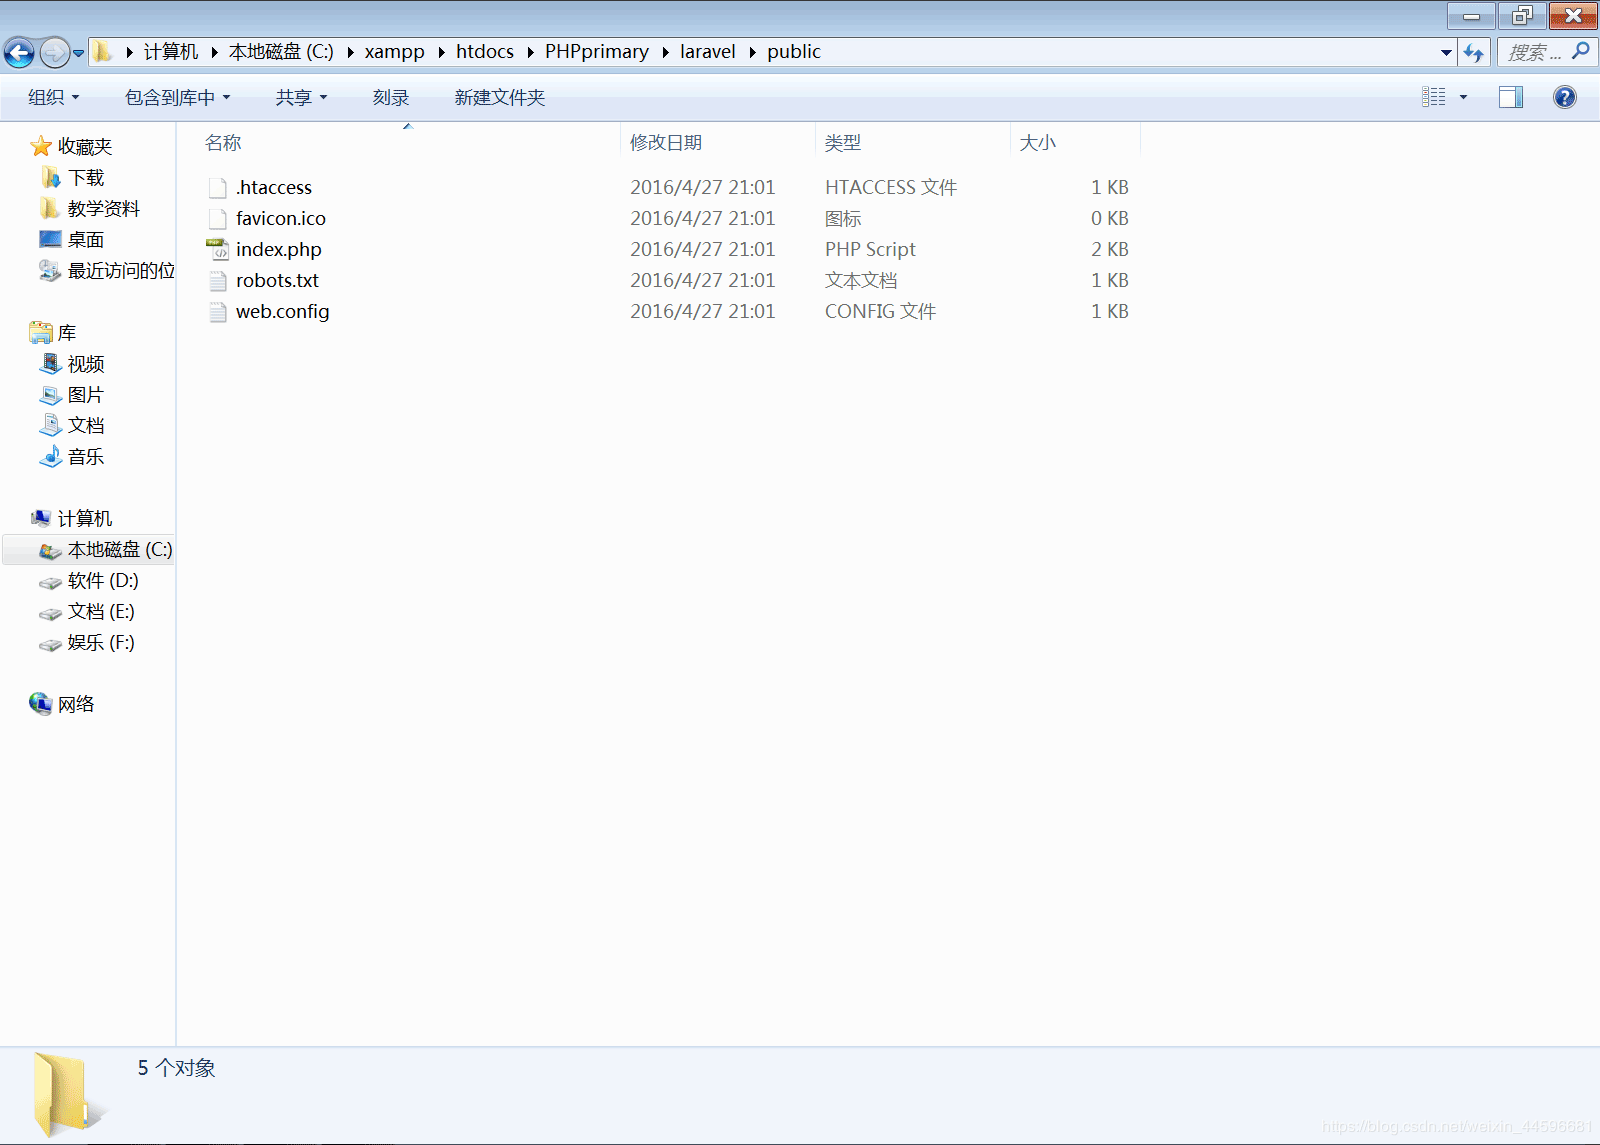 计算机 本地磁盘 (C:) xampp htdocs PHPprimary laravel public 搜索 ...
组织 包含到库中 共享 刻录 新建文件夹
名称 修改日期 类型 大小
.htaccess 2016/4/27 21:01 HTACCESS 文件 1 KB
favicon.ico 2016/4/27 21:01 图标 0 KB
index.php 2016/4/27 21:01 PHP Script 2 KB
robots.txt 2016/4/27 21:01 文本文档 1 KB
web.config 2016/4/27 21:01 CONFIG 文件 1 KB
收藏夹
下载
教学资料
桌面
最近访问的位
库
视频
图片
文档
音乐
计算机
本地磁盘 (C:)
软件 (D:)
文档 (E:)
娱乐 (F:)
网络
5 个对象
https://blog.csdn.net/weixin_44596681